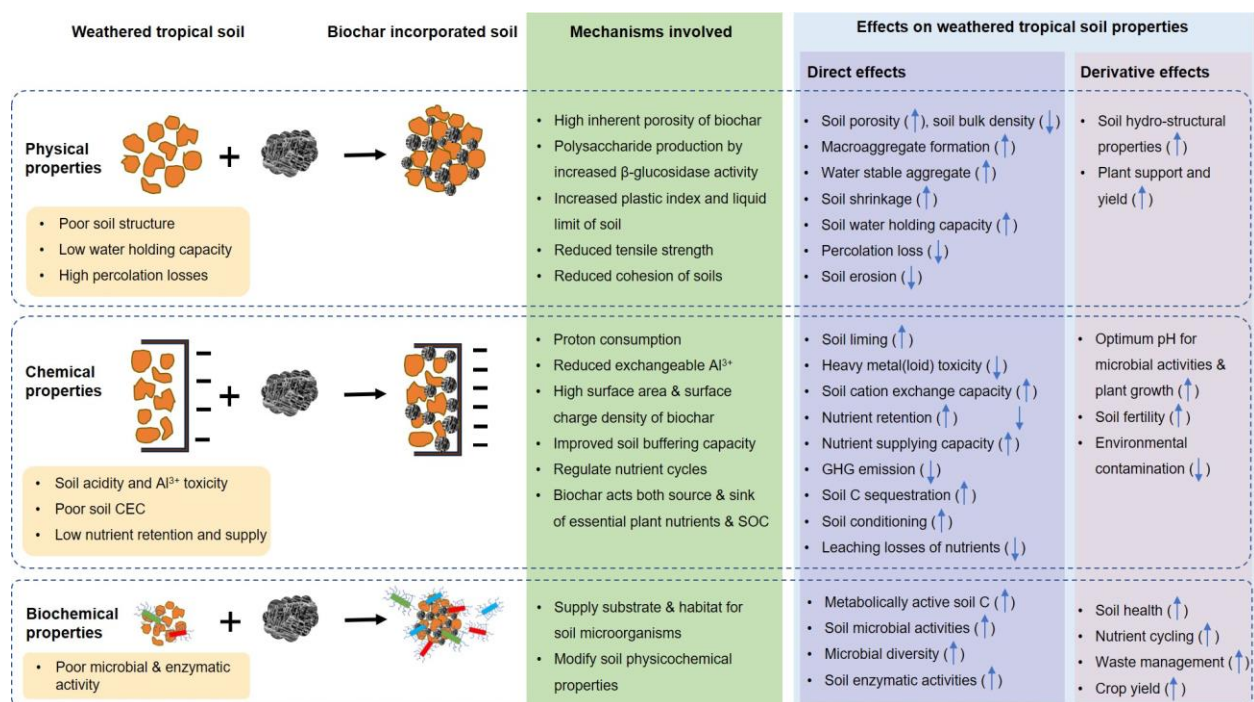 Weathered tropical soil
Biochar incorporated soil
Mechanisms involved
Effects on weathered tropical soil properties
Direct effects
Derivative effects
Physical
properties
• Poor soil structure
• Low water holding capacity
• High percolation losses
• High inherent porosity of biochar
• Polysaccharide production by
increased β-glucosidase activity
• Increased plastic index and liquid
limit of soil
• Reduced tensile strength
• Reduced cohesion of soils
• Soil porosity (↑), soil bulk density (↓)
• Macroaggregate formation (↑)
• Water stable aggregate (↑)
• Soil shrinkage (↑)
• Soil water holding capacity (↑)
• Percolation loss (↓)
• Soil erosion (↓)
• Soil hydro-structural
properties (↑)
• Plant support and
yield (↑)
Chemical
properties
• Soil acidity and Al³⁺ toxicity
• Poor soil CEC
• Low nutrient retention and supply
• Proton consumption
• Reduced exchangeable Al³⁺
• High surface area & surface
charge density of biochar
• Improved soil buffering capacity
• Regulate nutrient cycles
• Biochar acts both source & sink
of essential plant nutrients & SOC
• Soil liming (↑)
• Heavy metal(loid) toxicity (↓)
• Soil cation exchange capacity (↑)
• Nutrient retention (↑) ↓
• Nutrient supplying capacity (↑)
• GHG emission (↓)
• Soil C sequestration (↑)
• Soil conditioning (↑)
• Leaching losses of nutrients (↓)
• Optimum pH for
microbial activities &
plant growth (↑)
• Soil fertility (↑)
• Environmental
contamination (↓)
Biochemical
properties
• Poor microbial & enzymatic
activity
• Supply substrate & habitat for
soil microorganisms
• Modify soil physicochemical
properties
• Metabolically active soil C (↑)
• Soil microbial activities (↑)
• Microbial diversity (↑)
• Soil enzymatic activities (↑)
• Soil health (↑)
• Nutrient cycling (↑)
• Waste management (↑)
• Crop yield (↑)